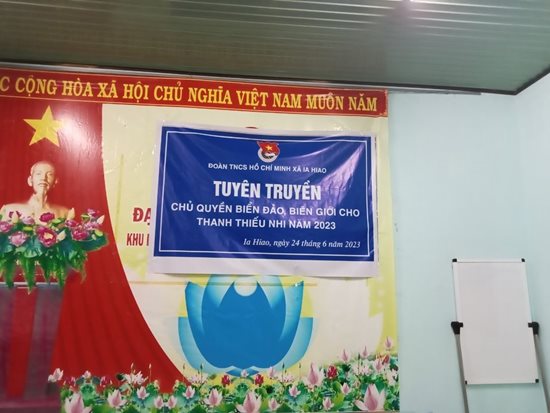 C CỘNG HÒA XÃ HỘI CHỦ NGHĨA VIỆT NAM MUÔN NĂM
ĐOÀN TNCS HỒ CHÍ MINH XÃ IA HIAO
TUYÊN TRUYỀN
CHỦ QUYỀN BIỂN ĐẢO, BIÊN GIỚI CHO
THANH THIẾU NHI NĂM 2023
Ia Hiao, ngày 24 tháng 6 năm 2023
ĐẠ
KHU